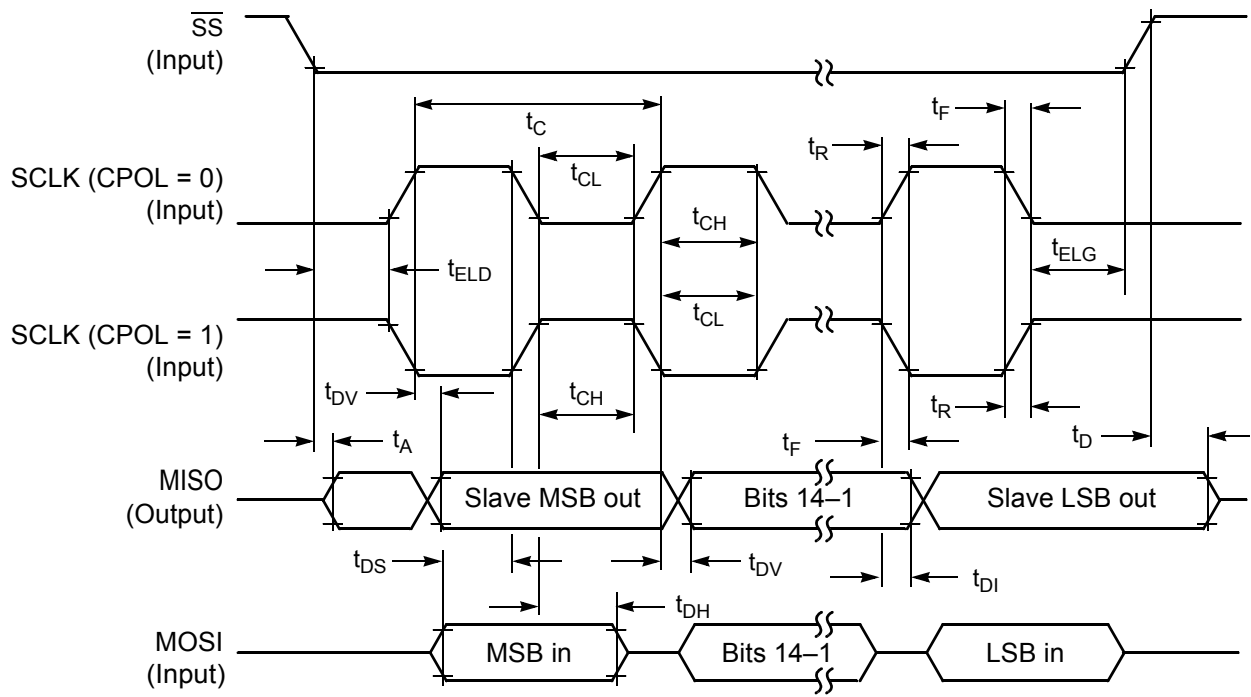 SS
(Input)
t_C
t_F
t_R
SCLK (CPOL = 0)
(Input)
t_CL
t_CH
t_ELD
t_ELG
t_CL
SCLK (CPOL = 1)
(Input)
t_DV
t_CH
t_R
t_A
t_F
t_D
MISO
(Output)
Slave MSB out
Bits 14–1
Slave LSB out
t_DS
t_DV
t_DI
t_DH
MOSI
(Input)
MSB in
Bits 14–1
LSB in